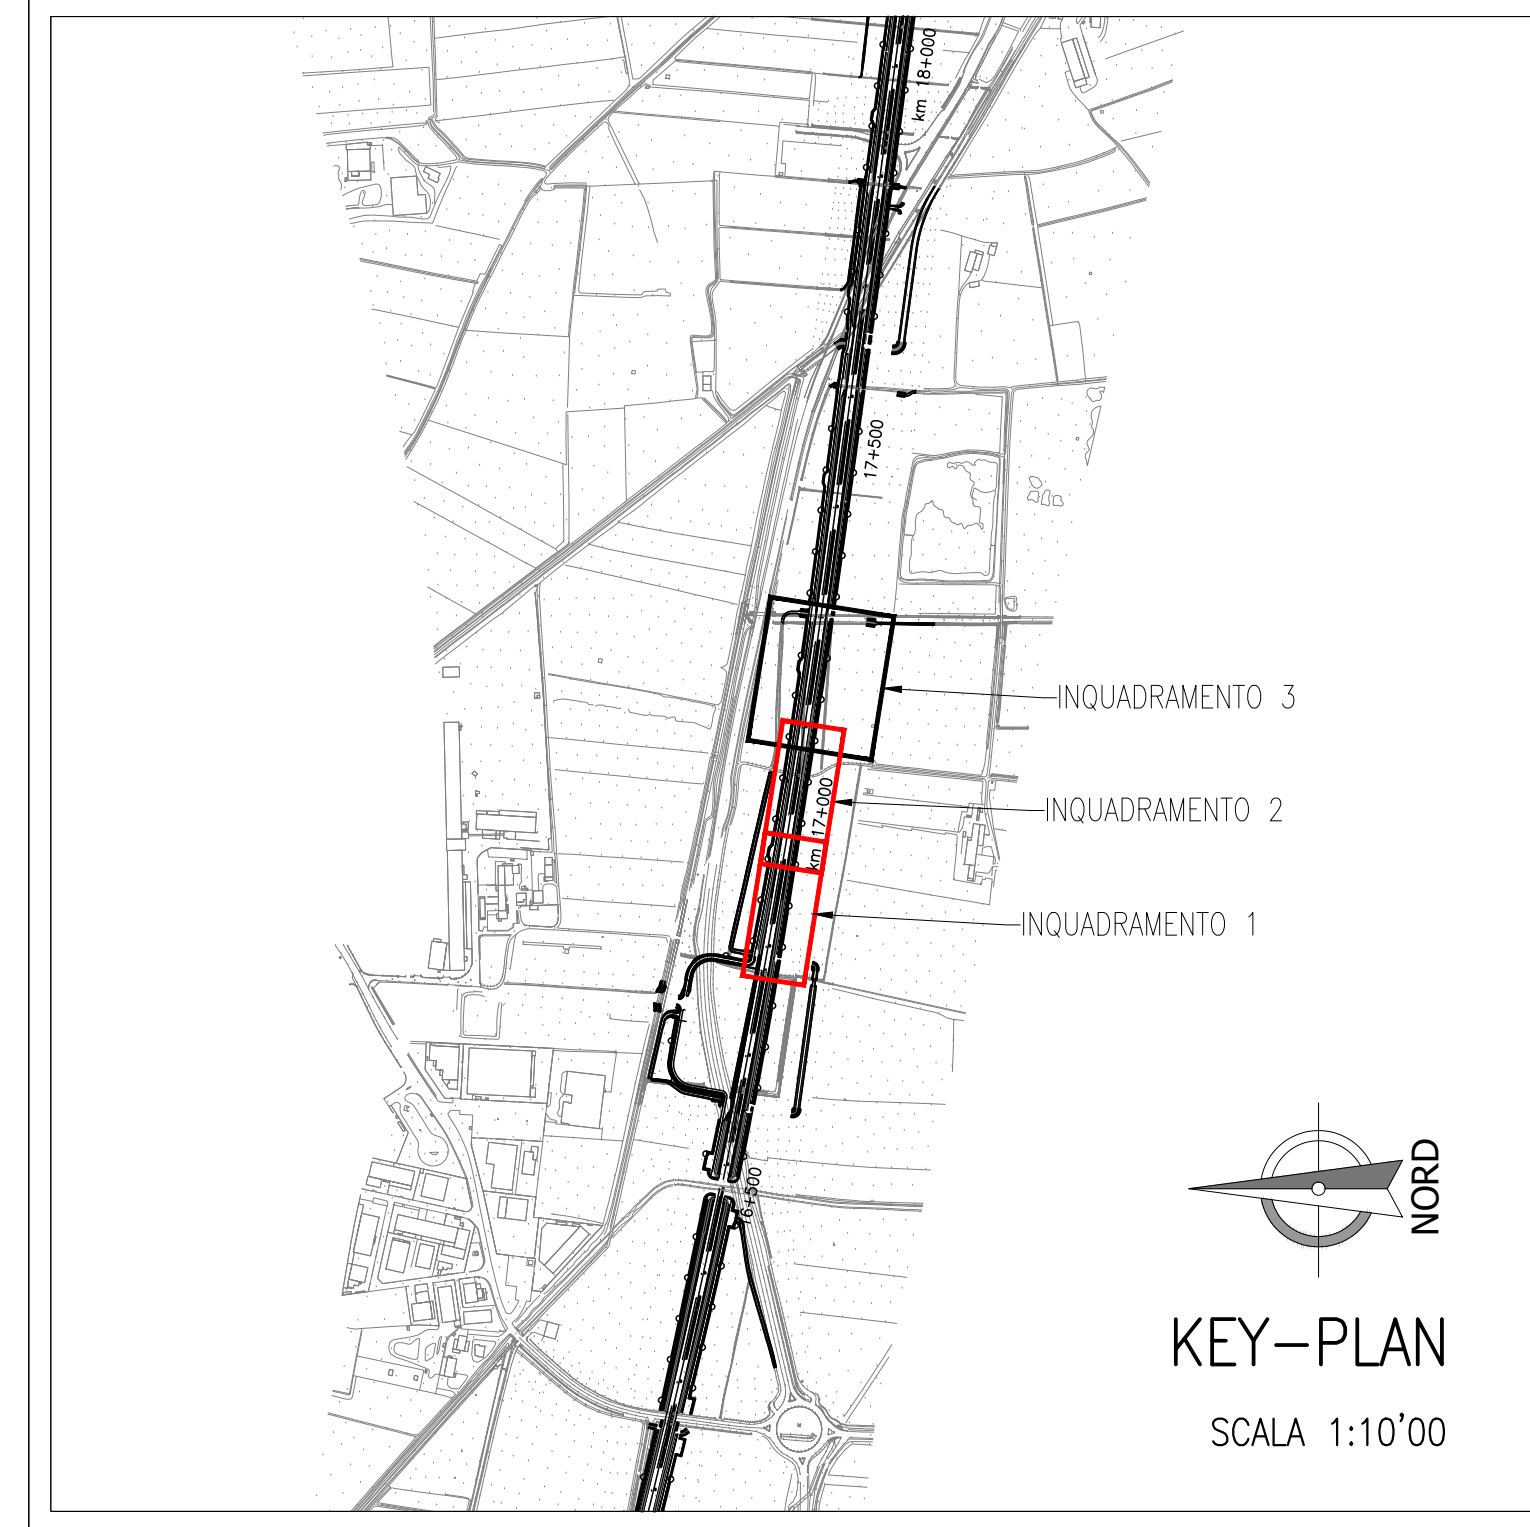 km 18+000
17+500
INQUADRAMENTO 3
INQUADRAMENTO 2
km 17+000
INQUADRAMENTO 1
16+500
NORD
KEY-PLAN
SCALA 1:10'00